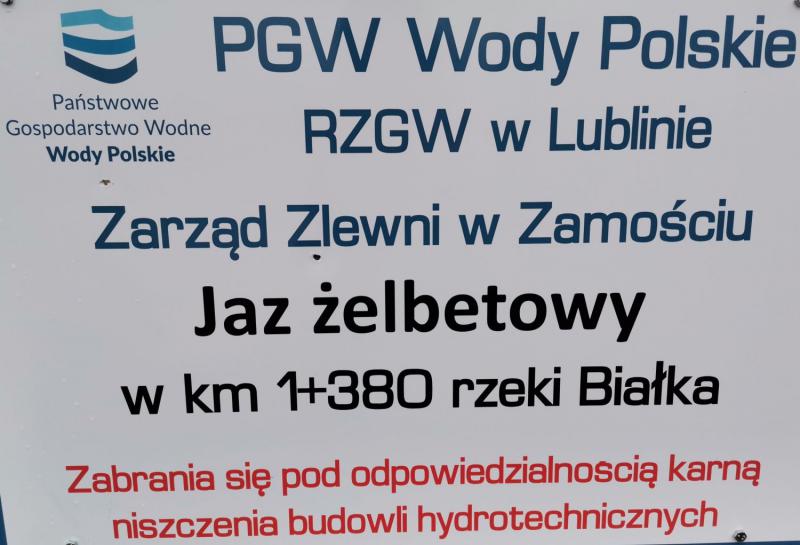 PGW Wody Polskie
Państwowe
Gospodarstwo Wodne
Wody Polskie
RZGW w Lublinie
Zarząd Zlewni w Zamościu
Jaz żelbetowy
w km 1+380 rzeki Białka
Zabrania się pod odpowiedzialnością karną
niszczenia budowli hydrotechnicznych